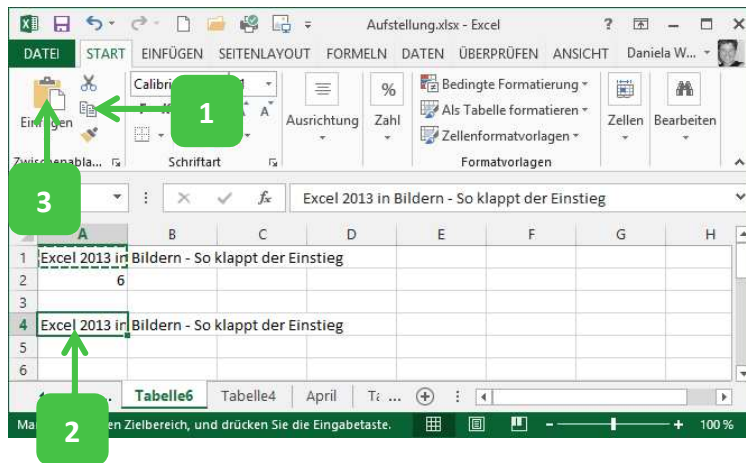 Aufstellung.xlsx - Excel
?
DATEI START EINFÜGEN SEITENLAYOUT FORMELN DATEN ÜBERPRÜFEN ANSICHT Daniela W...
Calibri
1
Einfügen
Ausrichtung
%
Zahl
Bedingte Formatierung
Als Tabelle formatieren
Zellenformatvorlagen
Zellen
Bearbeiten
Zwischenabla...
Schriftart
Formatvorlagen
3
fx
Excel 2013 in Bildern - So klappt der Einstieg
A B C D E F G H
1 Excel 2013 in Bildern - So klappt der Einstieg
2 6
3
4 Excel 2013 in Bildern - So klappt der Einstieg
5
6
... Tabelle6 Tabelle4 April Ta ...
2
en Zielbereich, und drücken Sie die Eingabetaste.
100 %